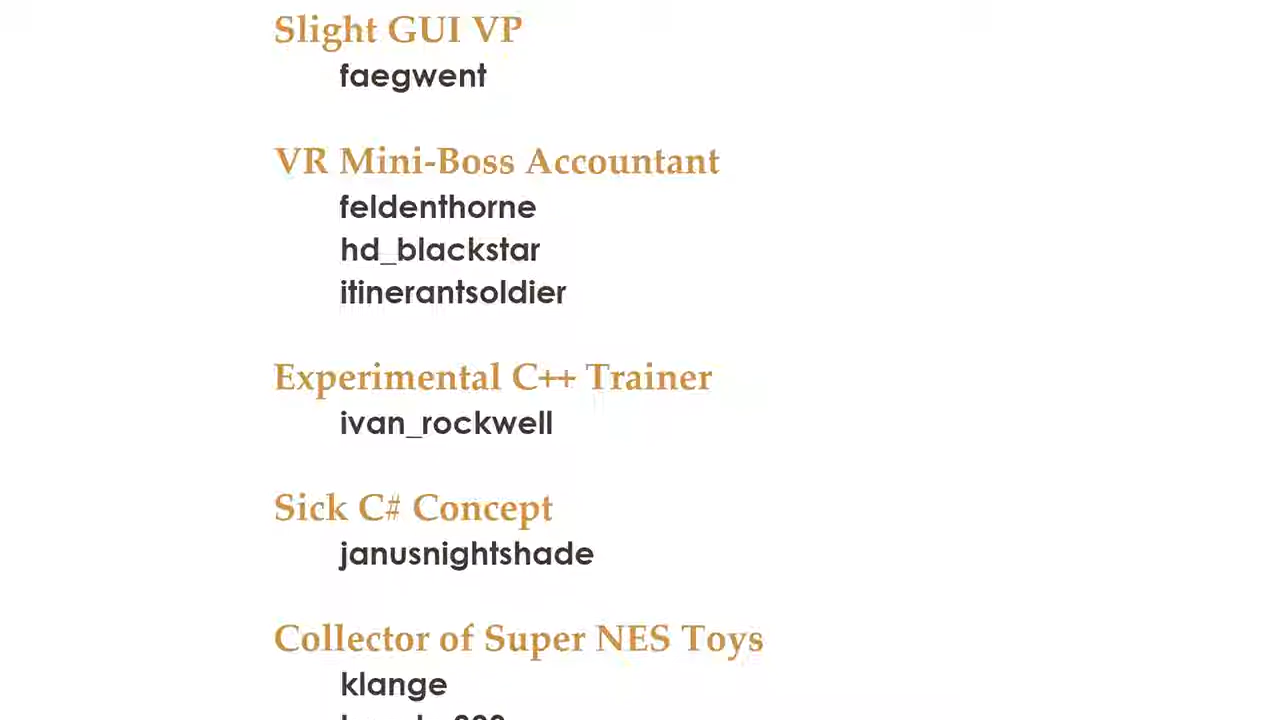 Slight GUI VP
faegwent
VR Mini-Boss Accountant
feldenthorne
hd_blackstar
itinerantsoldier
Experimental C++ Trainer
ivan_rockwell
Sick C# Concept
janusnightshade
Collector of Super NES Toys
klange